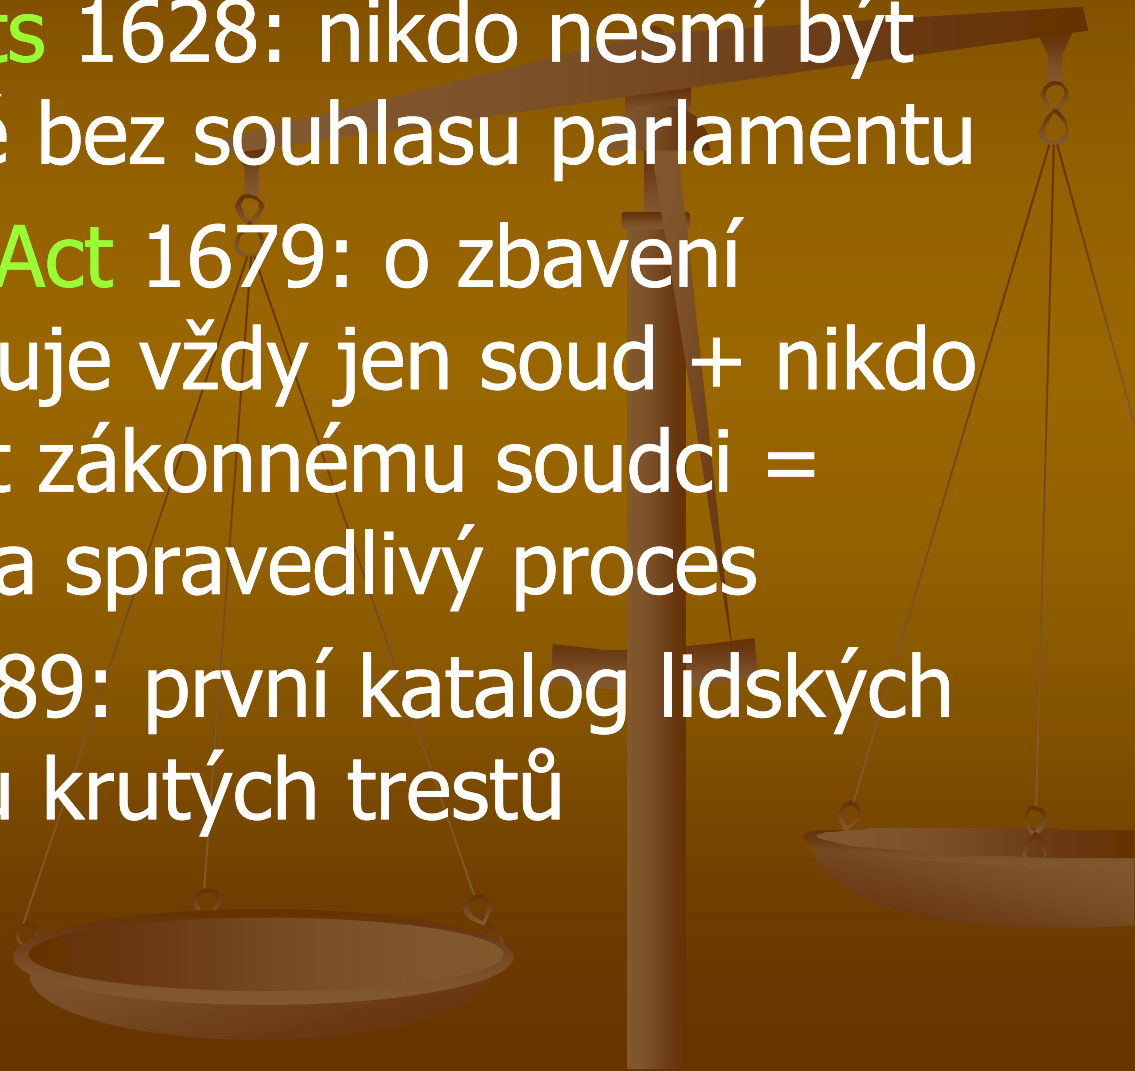 ts 1628: nikdo nesmí být
é bez souhlasu parlamentu
Act 1679: o zbavení
uje vždy jen soud + nikdo
t zákonnému soudci =
a spravedlivý proces
89: první katalog lidských
u krutých trestů